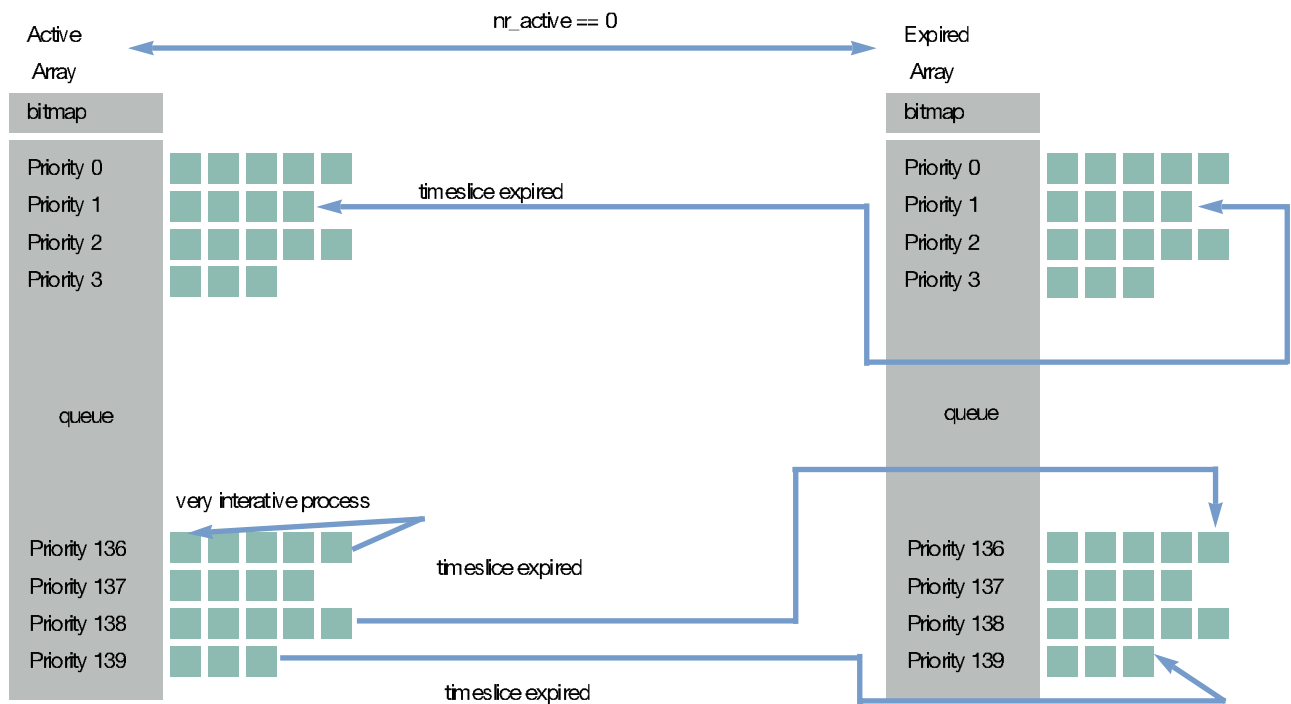 nr_active == 0
Active
Array
Expired
Array
bitmap
bitmap
Priority 0
Priority 1
Priority 2
Priority 3
timeslice expired
Priority 0
Priority 1
Priority 2
Priority 3
queue
queue
very interative process
Priority 136
Priority 137
Priority 138
Priority 139
timeslice expired
timeslice expired
Priority 136
Priority 137
Priority 138
Priority 139